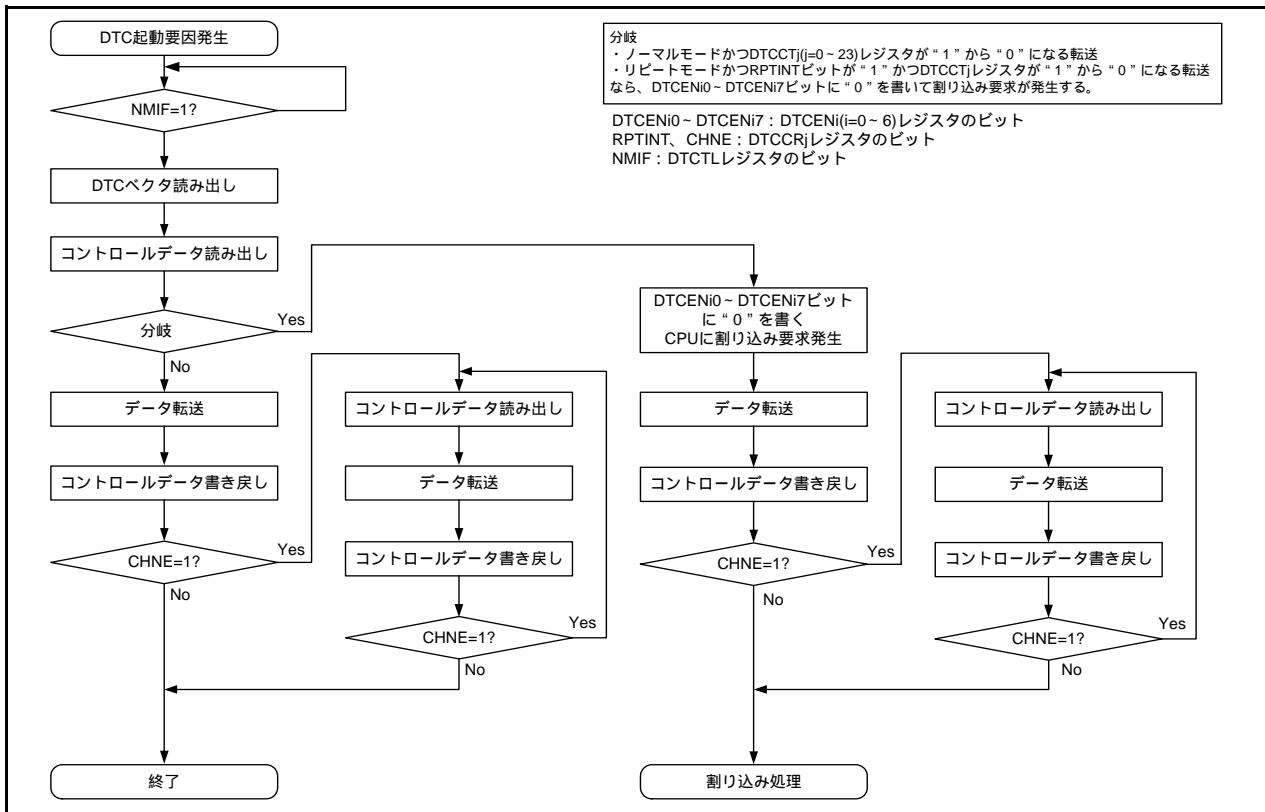 DTC起動要因発生
NMIF=1?
DTCベクタ読み出し
コントロールデータ読み出し
分岐
Yes
No
データ転送
コントロールデータ書き戻し
CHNE=1?
Yes
No
終了
コントロールデータ読み出し
データ転送
コントロールデータ書き戻し
CHNE=1?
Yes
No
分岐
・ノーマルモードかつDTCCTj(j=0~23)レジスタが“1”から“0”になる転送
・リピートモードかつRPTINTビットが“1”かつDTCCTjレジスタが“1”から“0”になる転送
なら、DTCENi0~DTCENi7ビットに“0”を書いて割り込み要求が発生する。
DTCENi0~DTCENi7:DTCENi(i=0~6)レジスタのビット
RPTINT、CHNE:DTCCRjレジスタのビット
NMIF:DTCTLレジスタのビット
DTCENi0~DTCENi7ビット
に“0”を書く
CPUに割り込み要求発生
データ転送
コントロールデータ書き戻し
CHNE=1?
Yes
No
割り込み処理
コントロールデータ読み出し
データ転送
コントロールデータ書き戻し
CHNE=1?
Yes
No